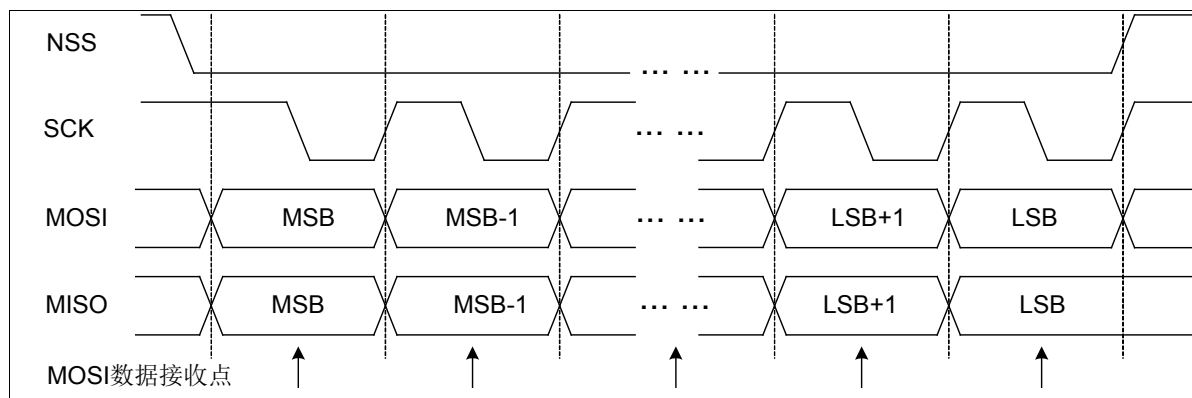 NSS
... ...
SCK
... ...
MOSI MSB MSB-1 ... ... LSB+1 LSB
MISO MSB MSB-1 ... ... LSB+1 LSB
MOSI数据接收点